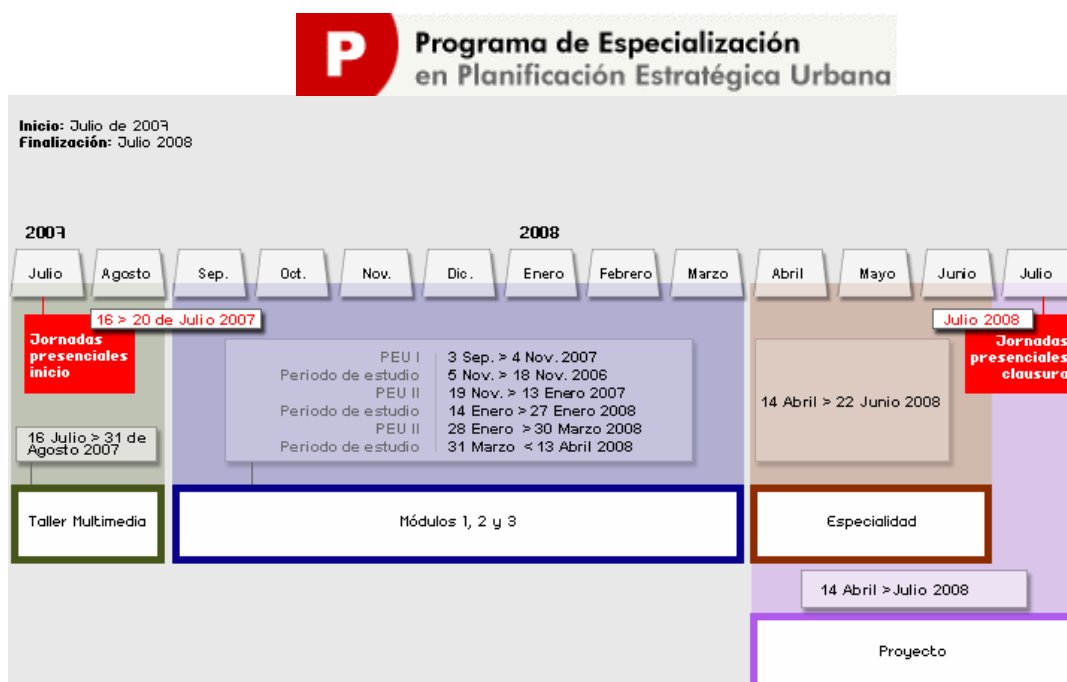 P
Programa de Especialización
en Planificación Estratégica Urbana
Inicio: Julio de 2007
Finalización: Julio 2008
2007
2008
Julio
Agosto
Sep.
Oct.
Nov.
Dic.
Enero
Febrero
Marzo
Abril
Mayo
Junio
Julio
16 > 20 de Julio 2007
Jornadas
presenciales
inicio
Julio 2008
Jornadas
presenciales
clausura
PEU I 3 Sep. > 4 Nov. 2007
Periodo de estudio 5 Nov. > 18 Nov. 2006
PEU II 19 Nov. > 13 Enero 2007
Periodo de estudio 14 Enero > 27 Enero 2008
PEU II 28 Enero > 30 Marzo 2008
Periodo de estudio 31 Marzo < 13 Abril 2008
14 Abril > 22 Junio 2008
16 Julio > 31 de
Agosto 2007
Taller Multimedia
Módulos 1, 2 y 3
Especialidad
14 Abril > Julio 2008
Proyecto